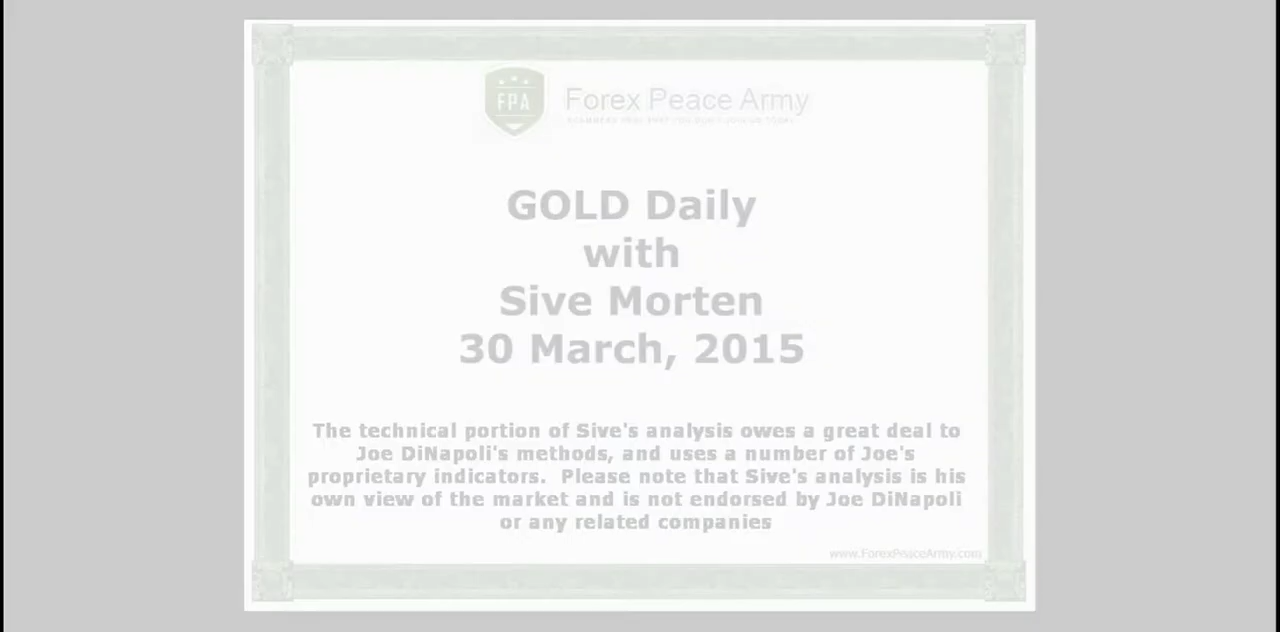 FPA
Forex Peace Army
GOLD Daily
with
Sive Morten
30 March, 2015
The technical portion of Sive's analysis owes a great deal to
Joe DiNapoli's methods, and uses a number of Joe's
proprietary indicators.  Please note that Sive's analysis is his
own view of the market and is not endorsed by Joe DiNapoli
or any related companies
www.ForexPeaceArmy.com